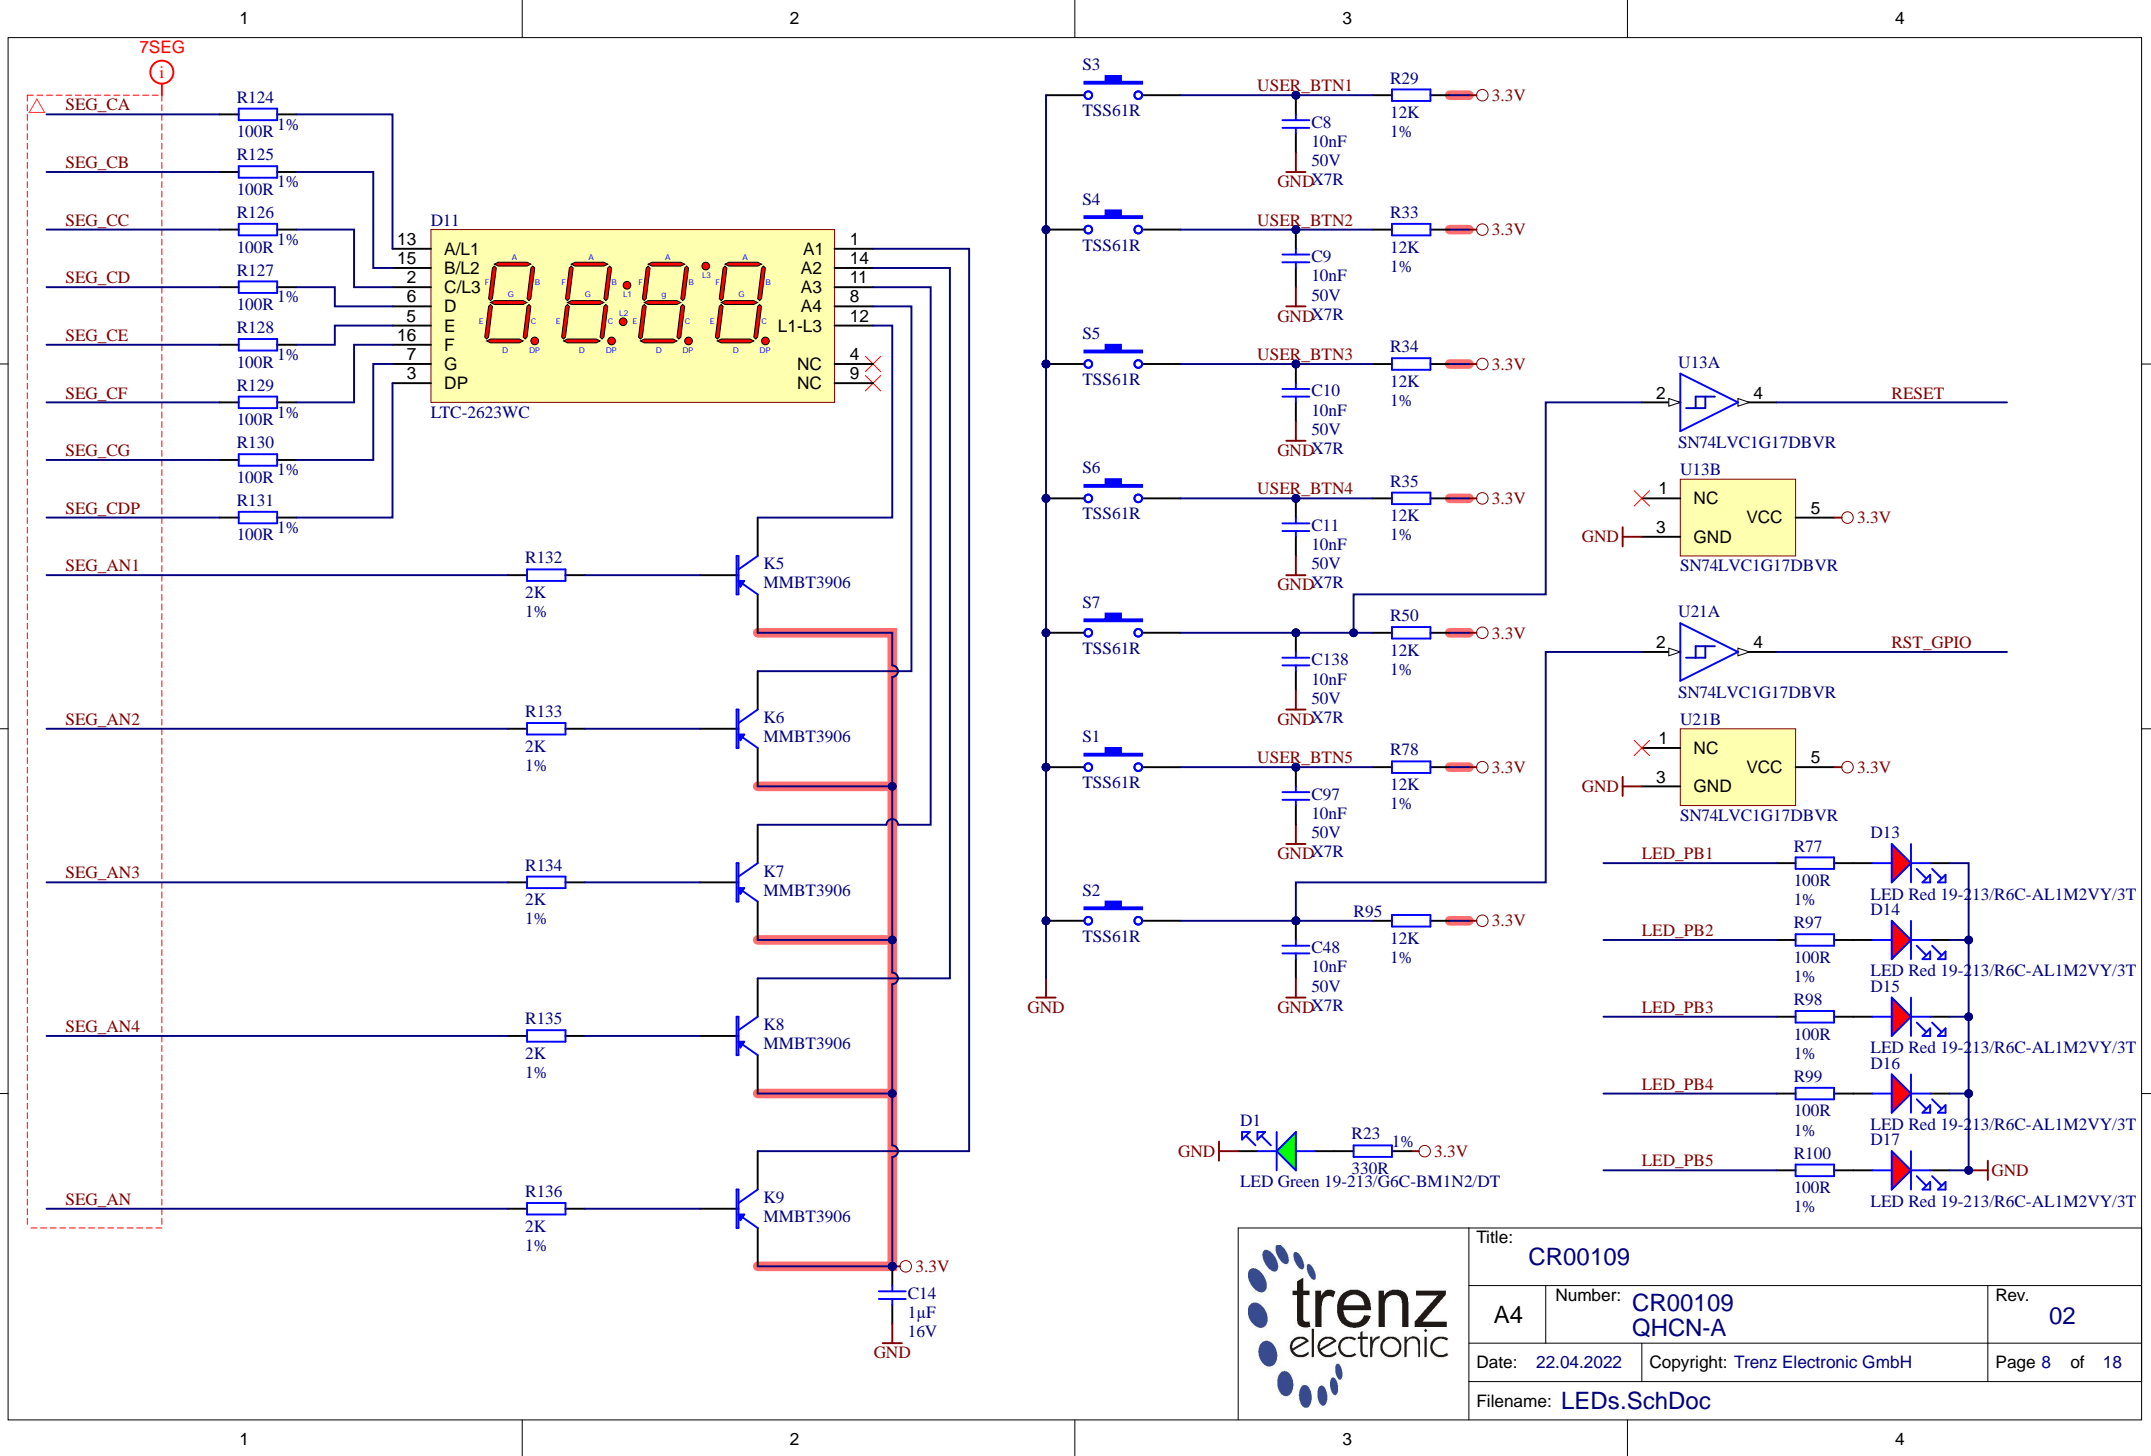 1 2 3 4
7SEG
i
SEG_CA
R124
100R 1%
SEG_CB
R125
100R 1%
SEG_CC
R126
100R 1%
SEG_CD
R127
100R 1%
SEG_CE
R128
100R 1%
SEG_CF
R129
100R 1%
SEG_CG
R130
100R 1%
SEG_CDP
R131
100R 1%
D11
13 A/L1
15 B/L2
2 C/L3
6 D
5 E
16 F
7 G
3 DP
A B C D E F G DP
A B C D E F G DP
L1
L2
A B C D E F g DP
L3
A B C D E F G DP
A1 1
A2 14
A3 11
A4 8
L1-L3 12
NC 4
NC 9
LTC-2623WC
SEG_AN1
R132
2K
1%
K5
MMBT3906
SEG_AN2
R133
2K
1%
K6
MMBT3906
SEG_AN3
R134
2K
1%
K7
MMBT3906
SEG_AN4
R135
2K
1%
K8
MMBT3906
SEG_AN
R136
2K
1%
K9
MMBT3906
3.3V
C14
1µF
16V
GND
S3
TSS61R
USER_BTN1
R29
12K
1%
3.3V
C8
10nF
50V
X7R
GND
S4
TSS61R
USER_BTN2
R33
12K
1%
3.3V
C9
10nF
50V
X7R
GND
S5
TSS61R
USER_BTN3
R34
12K
1%
3.3V
C10
10nF
50V
X7R
GND
S6
TSS61R
USER_BTN4
R35
12K
1%
3.3V
C11
10nF
50V
X7R
GND
S7
TSS61R
R50
12K
1%
3.3V
C138
10nF
50V
X7R
GND
S1
TSS61R
USER_BTN5
R78
12K
1%
3.3V
C97
10nF
50V
X7R
GND
S2
TSS61R
R95
12K
1%
3.3V
C48
10nF
50V
X7R
GND
GND
U13A
2 4
RESET
SN74LVC1G17DBVR
U13B
1 NC
3 GND
VCC 5
3.3V
GND
SN74LVC1G17DBVR
U21A
2 4
RST_GPIO
SN74LVC1G17DBVR
U21B
1 NC
3 GND
VCC 5
3.3V
GND
SN74LVC1G17DBVR
LED_PB1
R77
100R
1%
D13
LED Red 19-213/R6C-AL1M2VY/3T
LED_PB2
R97
100R
1%
D14
LED Red 19-213/R6C-AL1M2VY/3T
LED_PB3
R98
100R
1%
D15
LED Red 19-213/R6C-AL1M2VY/3T
LED_PB4
R99
100R
1%
D16
LED Red 19-213/R6C-AL1M2VY/3T
LED_PB5
R100
100R
1%
D17
LED Red 19-213/R6C-AL1M2VY/3T
GND
GND
D1
R23
1%
330R
3.3V
LED Green 19-213/G6C-BM1N2/DT
trenz
electronic
Title:
CR00109
A4
Number: CR00109
QHCN-A
Rev.
02
Date: 22.04.2022
Copyright: Trenz Electronic GmbH
Page 8 of 18
Filename: LEDs.SchDoc
1 2 3 4